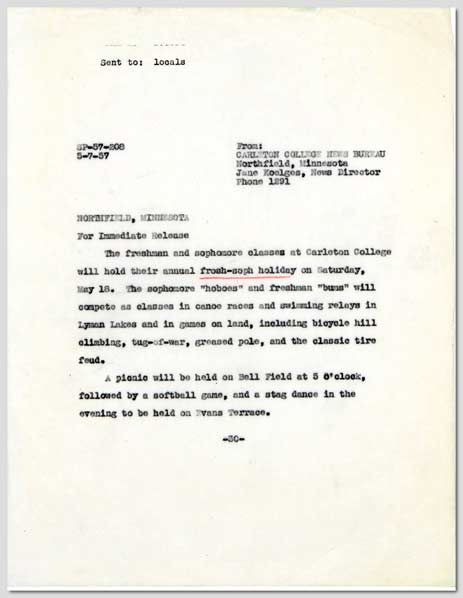 Sent to: locals
SP-57-208
5-7-57
From:
CARLETON COLLEGE NEWS BUREAU
Northfield, Minnesota
Jane Koelges, News Director
Phone 1291
NORTHFIELD, MINNESOTA
For Immediate Release
The freshman and sophomore classes at Carleton College
will hold their annual frosh-soph holiday on Saturday,
May 18. The sophomore "hoboes" and freshman "bums" will
compete as classes in canoe races and swimming relays in
Lyman Lakes and in games on land, including bicycle hill
climbing, tug-of-war, greased pole, and the classic tire
feud.
A picnic will be held on Bell Field at 5 o'clock,
followed by a softball game, and a stag dance in the
evening to be held on Evans Terrace.
-30-